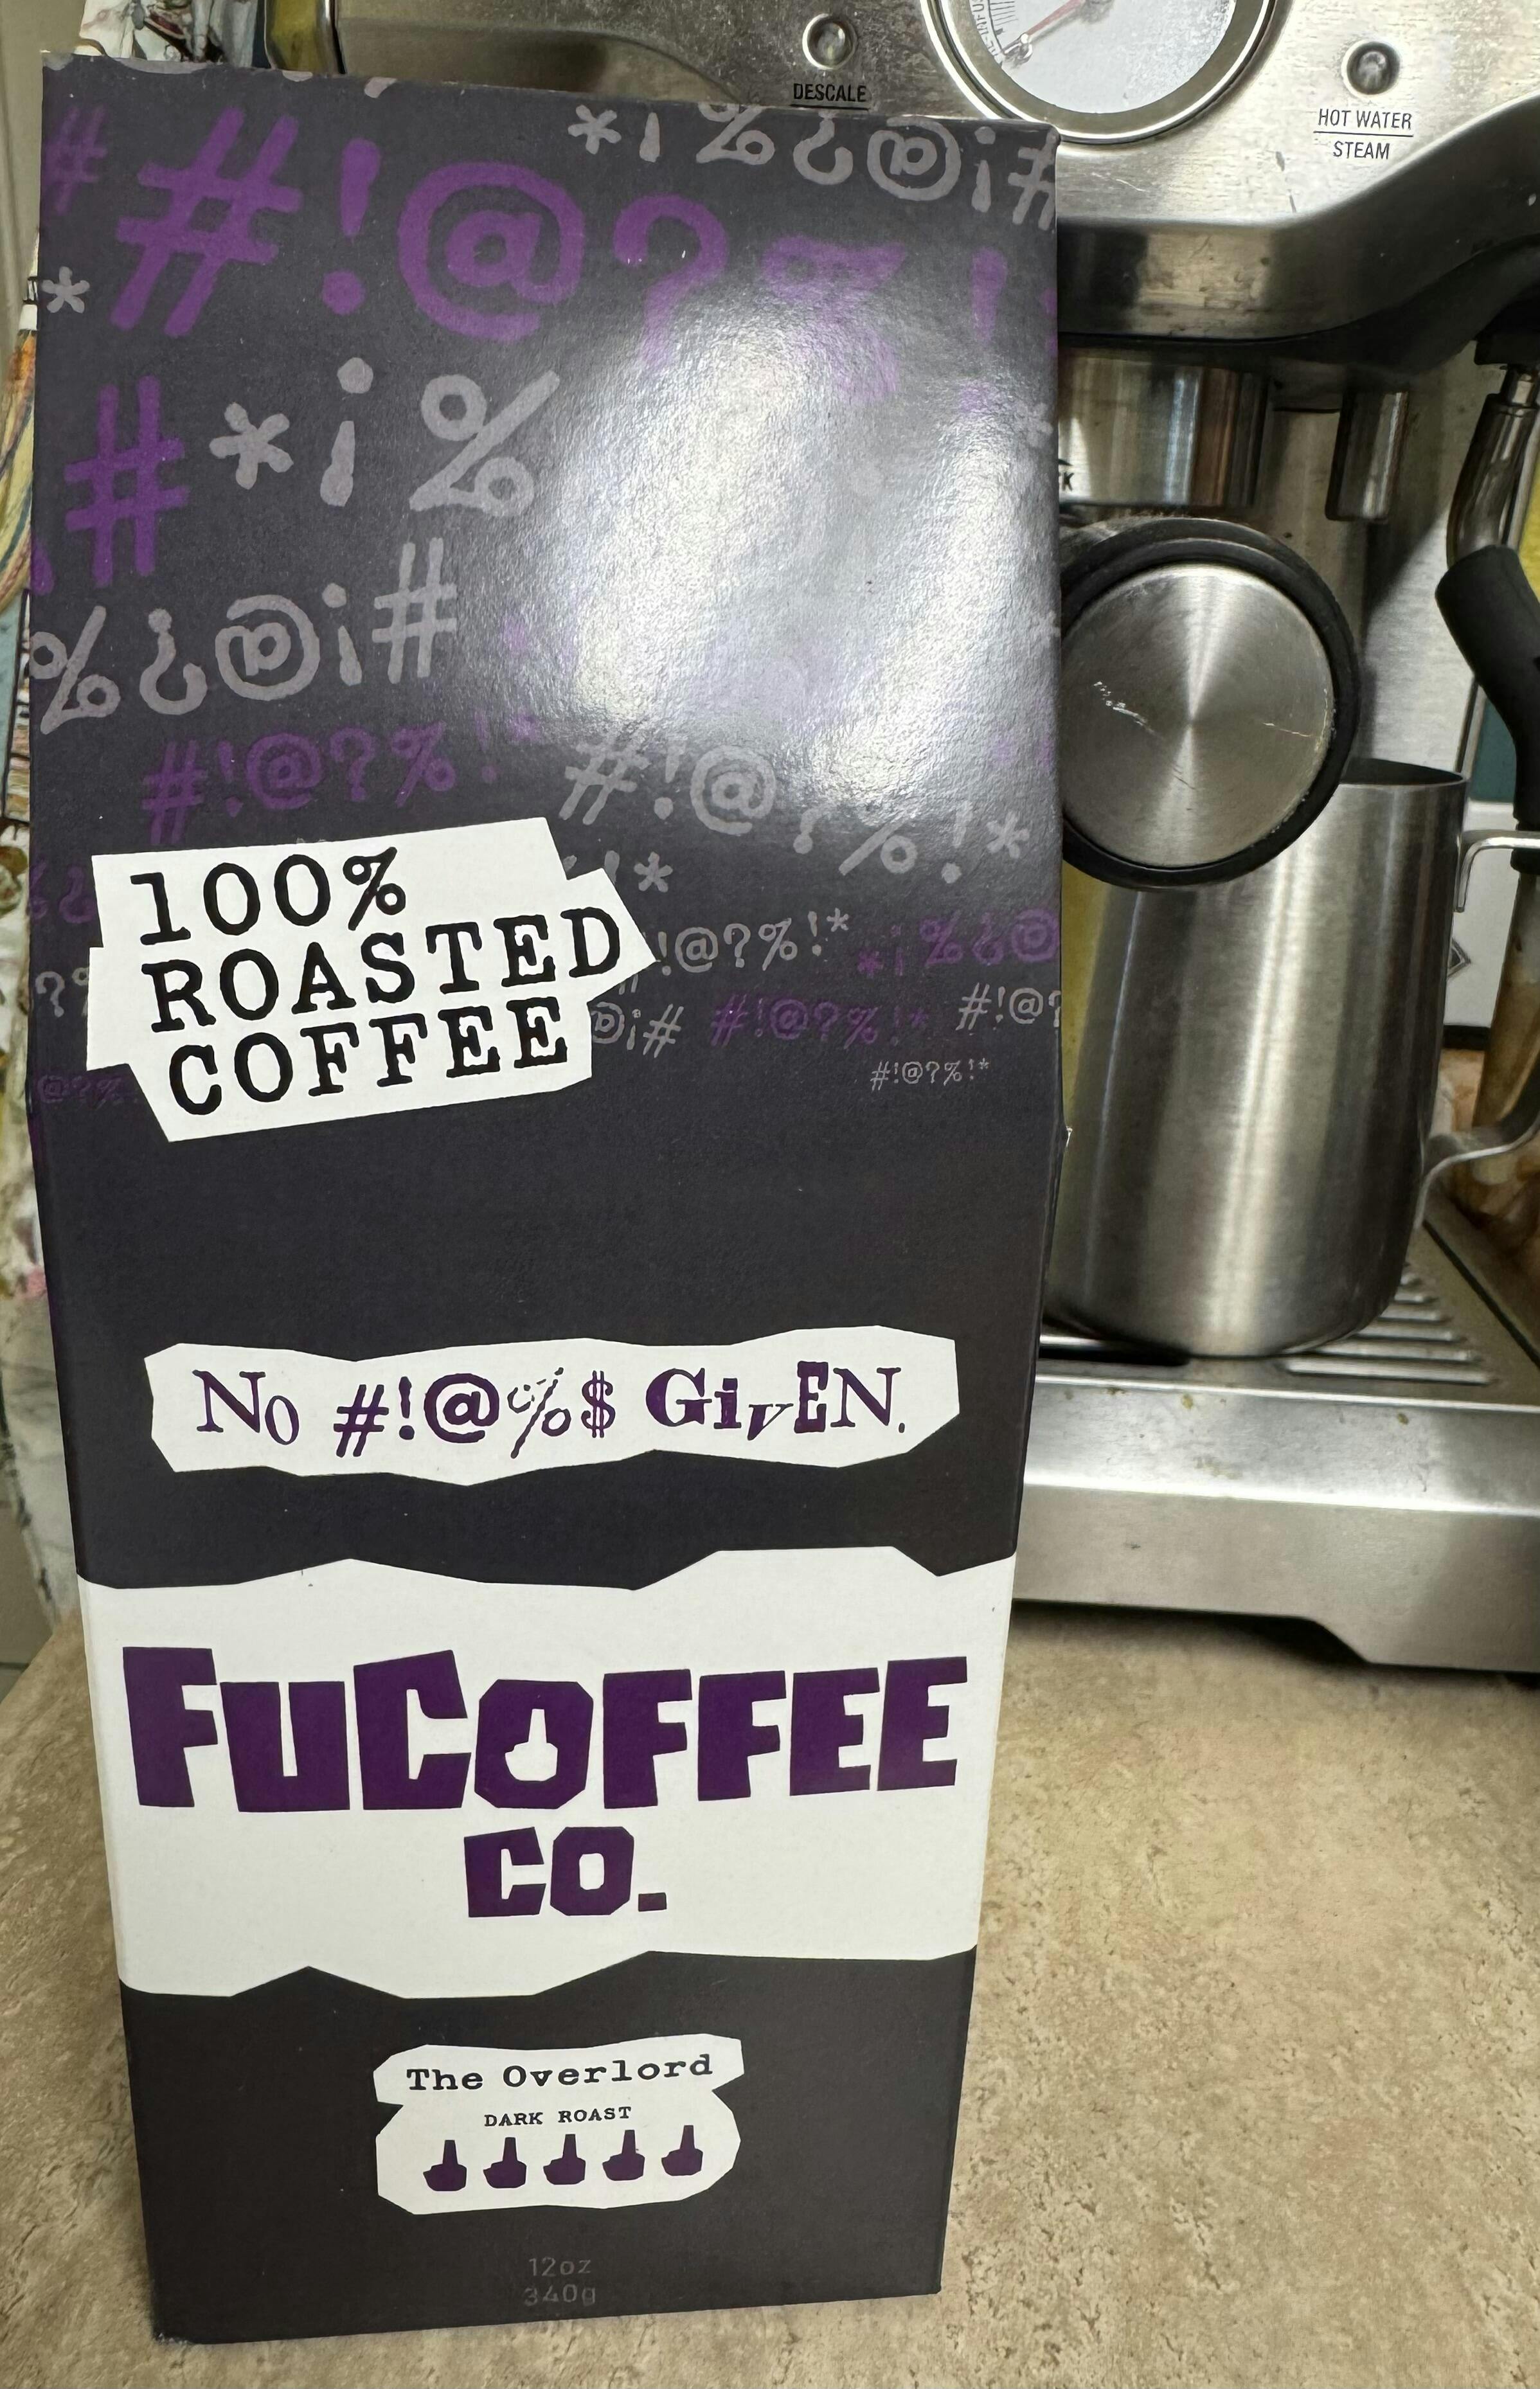 DESCALE
HOT WATER
STEAM
*¡%¿@¡#
#!@?%!
*
#*¡%
%¿@¡#
#!@?%!*
#!@?%!*
!*
100%
ROASTED
COFFEE
!@?%!*
*¡%¿@
@¡#
#!@?%!*
#!@?
#!@?%!*
@?%
No #!@%$ GivEN.
FUCOFFEE
CO.
The Overlord
DARK ROAST
12oz
340g